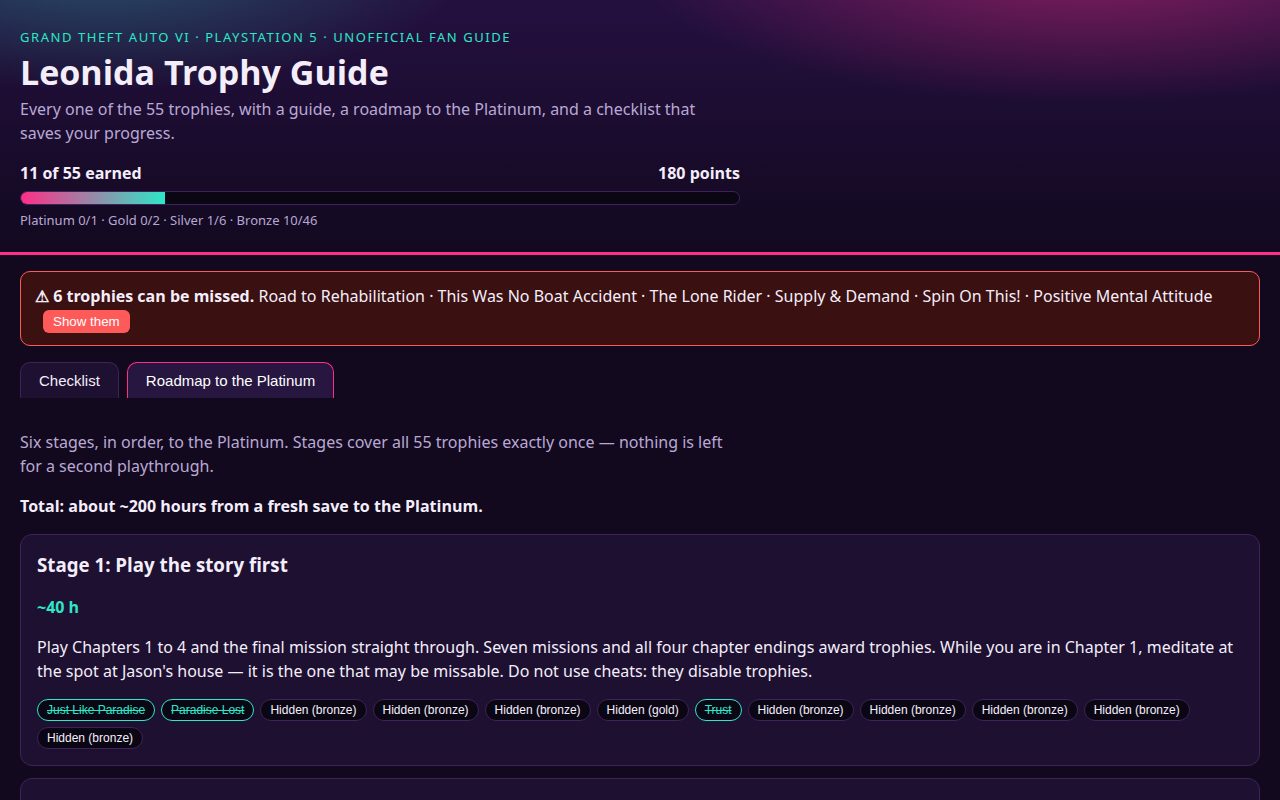 GRAND THEFT AUTO VI · PLAYSTATION 5 · UNOFFICIAL FAN GUIDE
Leonida Trophy Guide
Every one of the 55 trophies, with a guide, a roadmap to the Platinum, and a checklist that
saves your progress.
11 of 55 earned 180 points
Platinum 0/1 · Gold 0/2 · Silver 1/6 · Bronze 10/46
⚠ 6 trophies can be missed. Road to Rehabilitation · This Was No Boat Accident · The Lone Rider · Supply & Demand · Spin On This! · Positive Mental Attitude
Show them
Checklist Roadmap to the Platinum
Six stages, in order, to the Platinum. Stages cover all 55 trophies exactly once — nothing is left
for a second playthrough.
Total: about ~200 hours from a fresh save to the Platinum.
Stage 1: Play the story first
~40 h
Play Chapters 1 to 4 and the final mission straight through. Seven missions and all four chapter endings award trophies. While you are in Chapter 1, meditate at
the spot at Jason's house — it is the one that may be missable. Do not use cheats: they disable trophies.
Just Like Paradise Paradise Lost Hidden (bronze) Hidden (bronze) Hidden (bronze) Hidden (gold) Trust Hidden (bronze) Hidden (bronze) Hidden (bronze) Hidden (bronze)
Hidden (bronze)